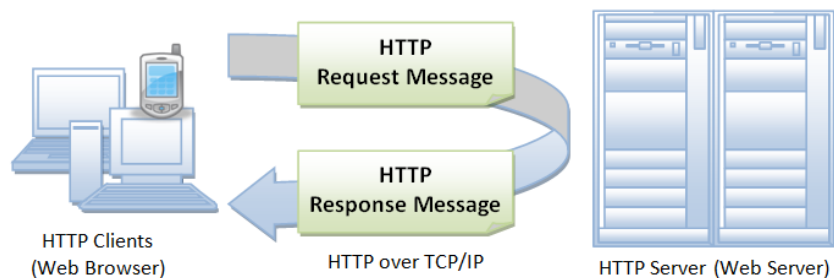 HTTP
Request Message
HTTP
Response Message
HTTP Clients
(Web Browser)
HTTP over TCP/IP
HTTP Server (Web Server)